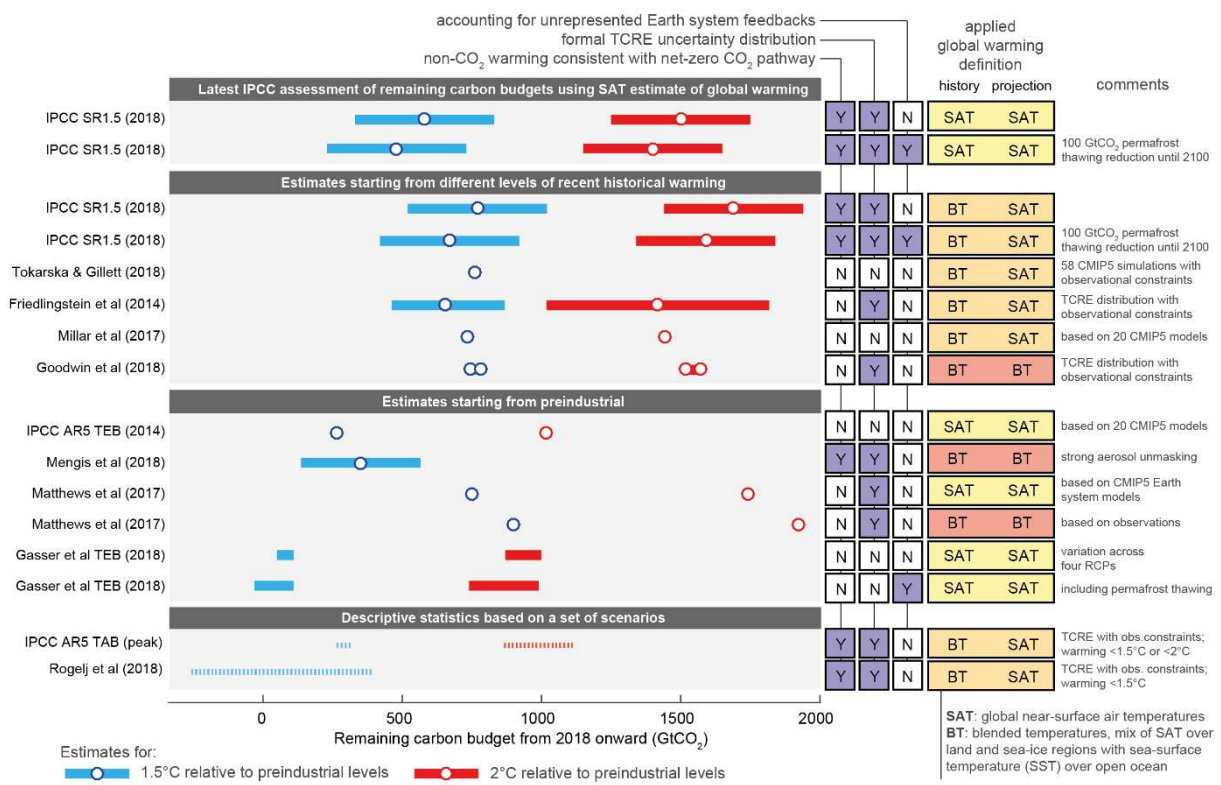 accounting for unrepresented Earth system feedbacks
formal TCRE uncertainty distribution
non-CO₂ warming consistent with net-zero CO₂ pathway
applied
global warming
definition
history projection
comments
Latest IPCC assessment of remaining carbon budgets using SAT estimate of global warming
IPCC SR1.5 (2018) Y Y N SAT SAT
IPCC SR1.5 (2018) Y Y Y SAT SAT 100 GtCO₂ permafrost
thawing reduction until 2100
Estimates starting from different levels of recent historical warming
IPCC SR1.5 (2018) Y Y N BT SAT
IPCC SR1.5 (2018) Y Y Y BT SAT 100 GtCO₂ permafrost
thawing reduction until 2100
Tokarska & Gillett (2018) N N N BT SAT 58 CMIP5 simulations with
observational constraints
Friedlingstein et al (2014) N Y N BT SAT TCRE distribution with
observational constraints
Millar et al (2017) N N N BT SAT based on 20 CMIP5 models
Goodwin et al (2018) N Y N BT BT TCRE distribution with
observational constraints
Estimates starting from preindustrial
IPCC AR5 TEB (2014) N N N SAT SAT based on 20 CMIP5 models
Mengis et al (2018) Y Y N BT BT strong aerosol unmasking
Matthews et al (2017) N Y N SAT SAT based on CMIP5 Earth
system models
Matthews et al (2017) N Y N BT BT based on observations
Gasser et al TEB (2018) N N N SAT SAT variation across
four RCPs
Gasser et al TEB (2018) N N Y SAT SAT including permafrost thawing
Descriptive statistics based on a set of scenarios
IPCC AR5 TAB (peak) Y Y N BT SAT TCRE with obs.constraints;
warming <1.5°C or <2°C
Rogelj et al (2018) Y Y N BT SAT TCRE with obs. constraints;
warming <1.5°C
0 500 1000 1500 2000
Remaining carbon budget from 2018 onward (GtCO₂)
Estimates for:
1.5°C relative to preindustrial levels 2°C relative to preindustrial levels
SAT: global near-surface air temperatures
BT: blended temperatures, mix of SAT over
land and sea-ice regions with sea-surface
temperature (SST) over open ocean